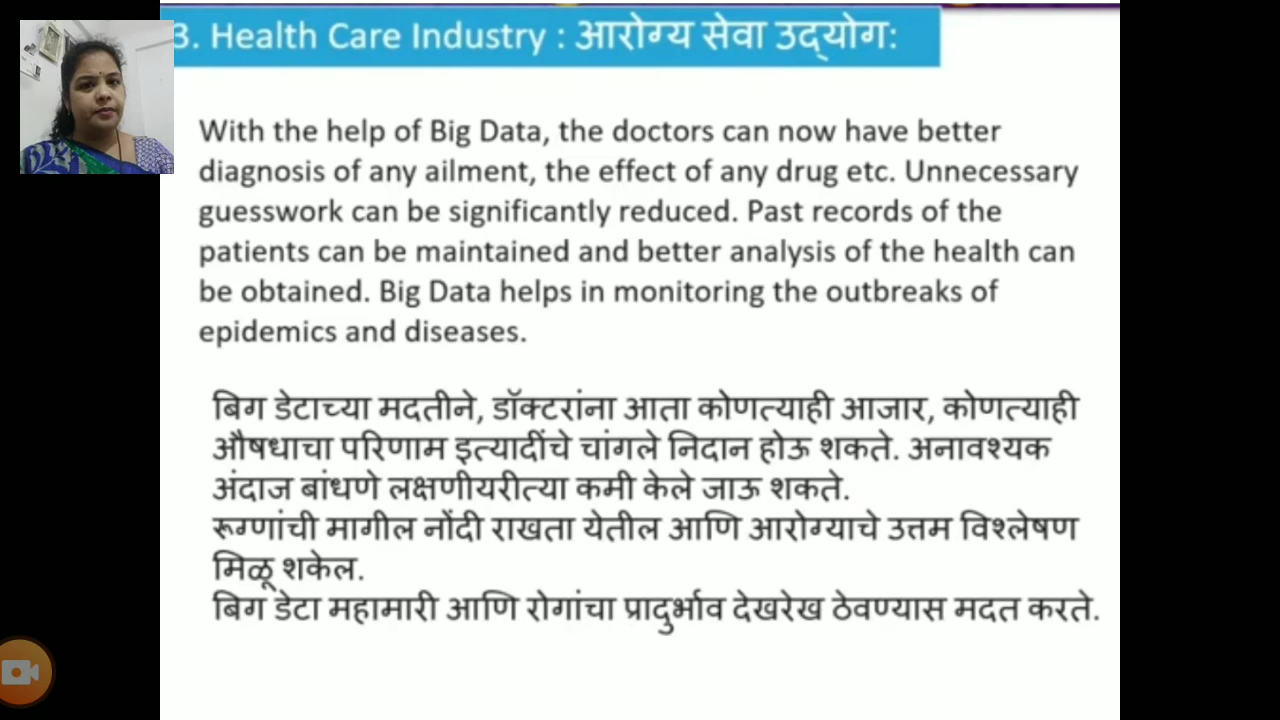 3. Health Care Industry : आरोग्य सेवा उद्योग:
With the help of Big Data, the doctors can now have better
diagnosis of any ailment, the effect of any drug etc. Unnecessary
guesswork can be significantly reduced. Past records of the
patients can be maintained and better analysis of the health can
be obtained. Big Data helps in monitoring the outbreaks of
epidemics and diseases.
बिग डेटाच्या मदतीने, डॉक्टरांना आता कोणत्याही आजार, कोणत्याही
औषधाचा परिणाम इत्यादींचे चांगले निदान होऊ शकते. अनावश्यक
अंदाज बांधणे लक्षणीयरीत्या कमी केले जाऊ शकते.
रूग्णांची मागील नोंदी राखता येतील आणि आरोग्याचे उत्तम विश्लेषण
मिळू शकेल.
बिग डेटा महामारी आणि रोगांचा प्रादुर्भाव देखरेख ठेवण्यास मदत करते.